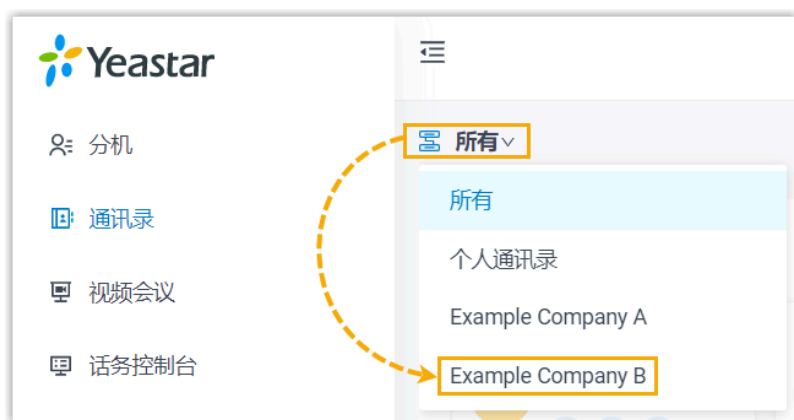 Yeastar
分机
通讯录
视频会议
话务控制台
所有
所有
个人通讯录
Example Company A
Example Company B